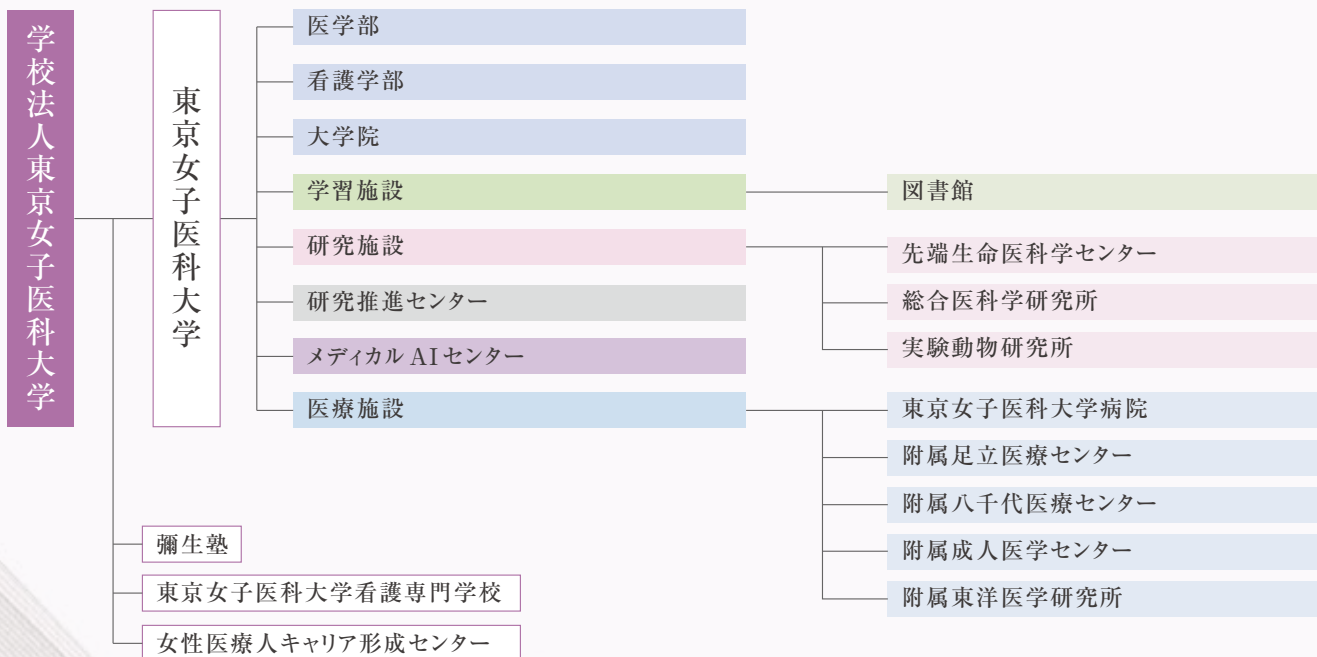 学校法人東京女子医科大学
東京女子医科大学
医学部
看護学部
大学院
学習施設
図書館
研究施設
先端生命医科学センター
総合医科学研究所
実験動物研究所
研究推進センター
メディカルAIセンター
医療施設
東京女子医科大学病院
附属足立医療センター
附属八千代医療センター
附属成人医学センター
附属東洋医学研究所
彌生塾
東京女子医科大学看護専門学校
女性医療人キャリア形成センター